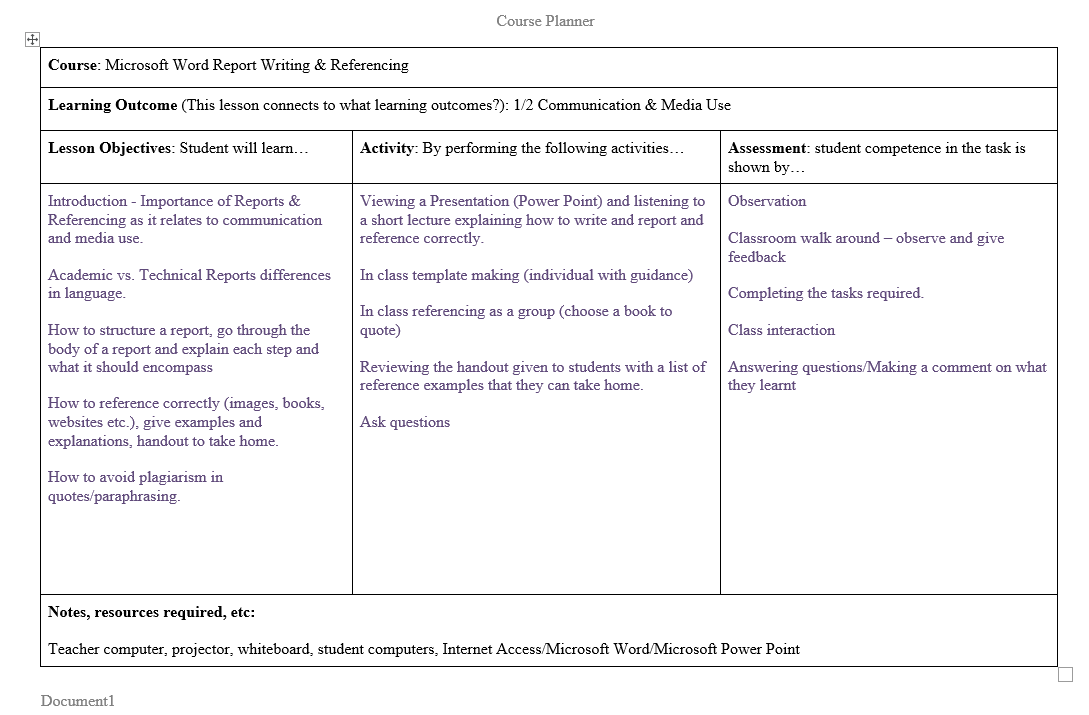 Course Planner
Course: Microsoft Word Report Writing & Referencing
Learning Outcome (This lesson connects to what learning outcomes?): 1/2 Communication & Media Use
Lesson Objectives: Student will learn…
Activity: By performing the following activities…
Assessment: student competence in the task is
shown by…
Introduction - Importance of Reports &
Referencing as it relates to communication
and media use.
Academic vs. Technical Reports differences
in language.
How to structure a report, go through the
body of a report and explain each step and
what it should encompass
How to reference correctly (images, books,
websites etc.), give examples and
explanations, handout to take home.
How to avoid plagiarism in
quotes/paraphrasing.
Viewing a Presentation (Power Point) and listening to
a short lecture explaining how to write and report and
reference correctly.
In class template making (individual with guidance)
In class referencing as a group (choose a book to
quote)
Reviewing the handout given to students with a list of
reference examples that they can take home.
Ask questions
Observation
Classroom walk around – observe and give
feedback
Completing the tasks required.
Class interaction
Answering questions/Making a comment on what
they learnt
Notes, resources required, etc:
Teacher computer, projector, whiteboard, student computers, Internet Access/Microsoft Word/Microsoft Power Point
Document1